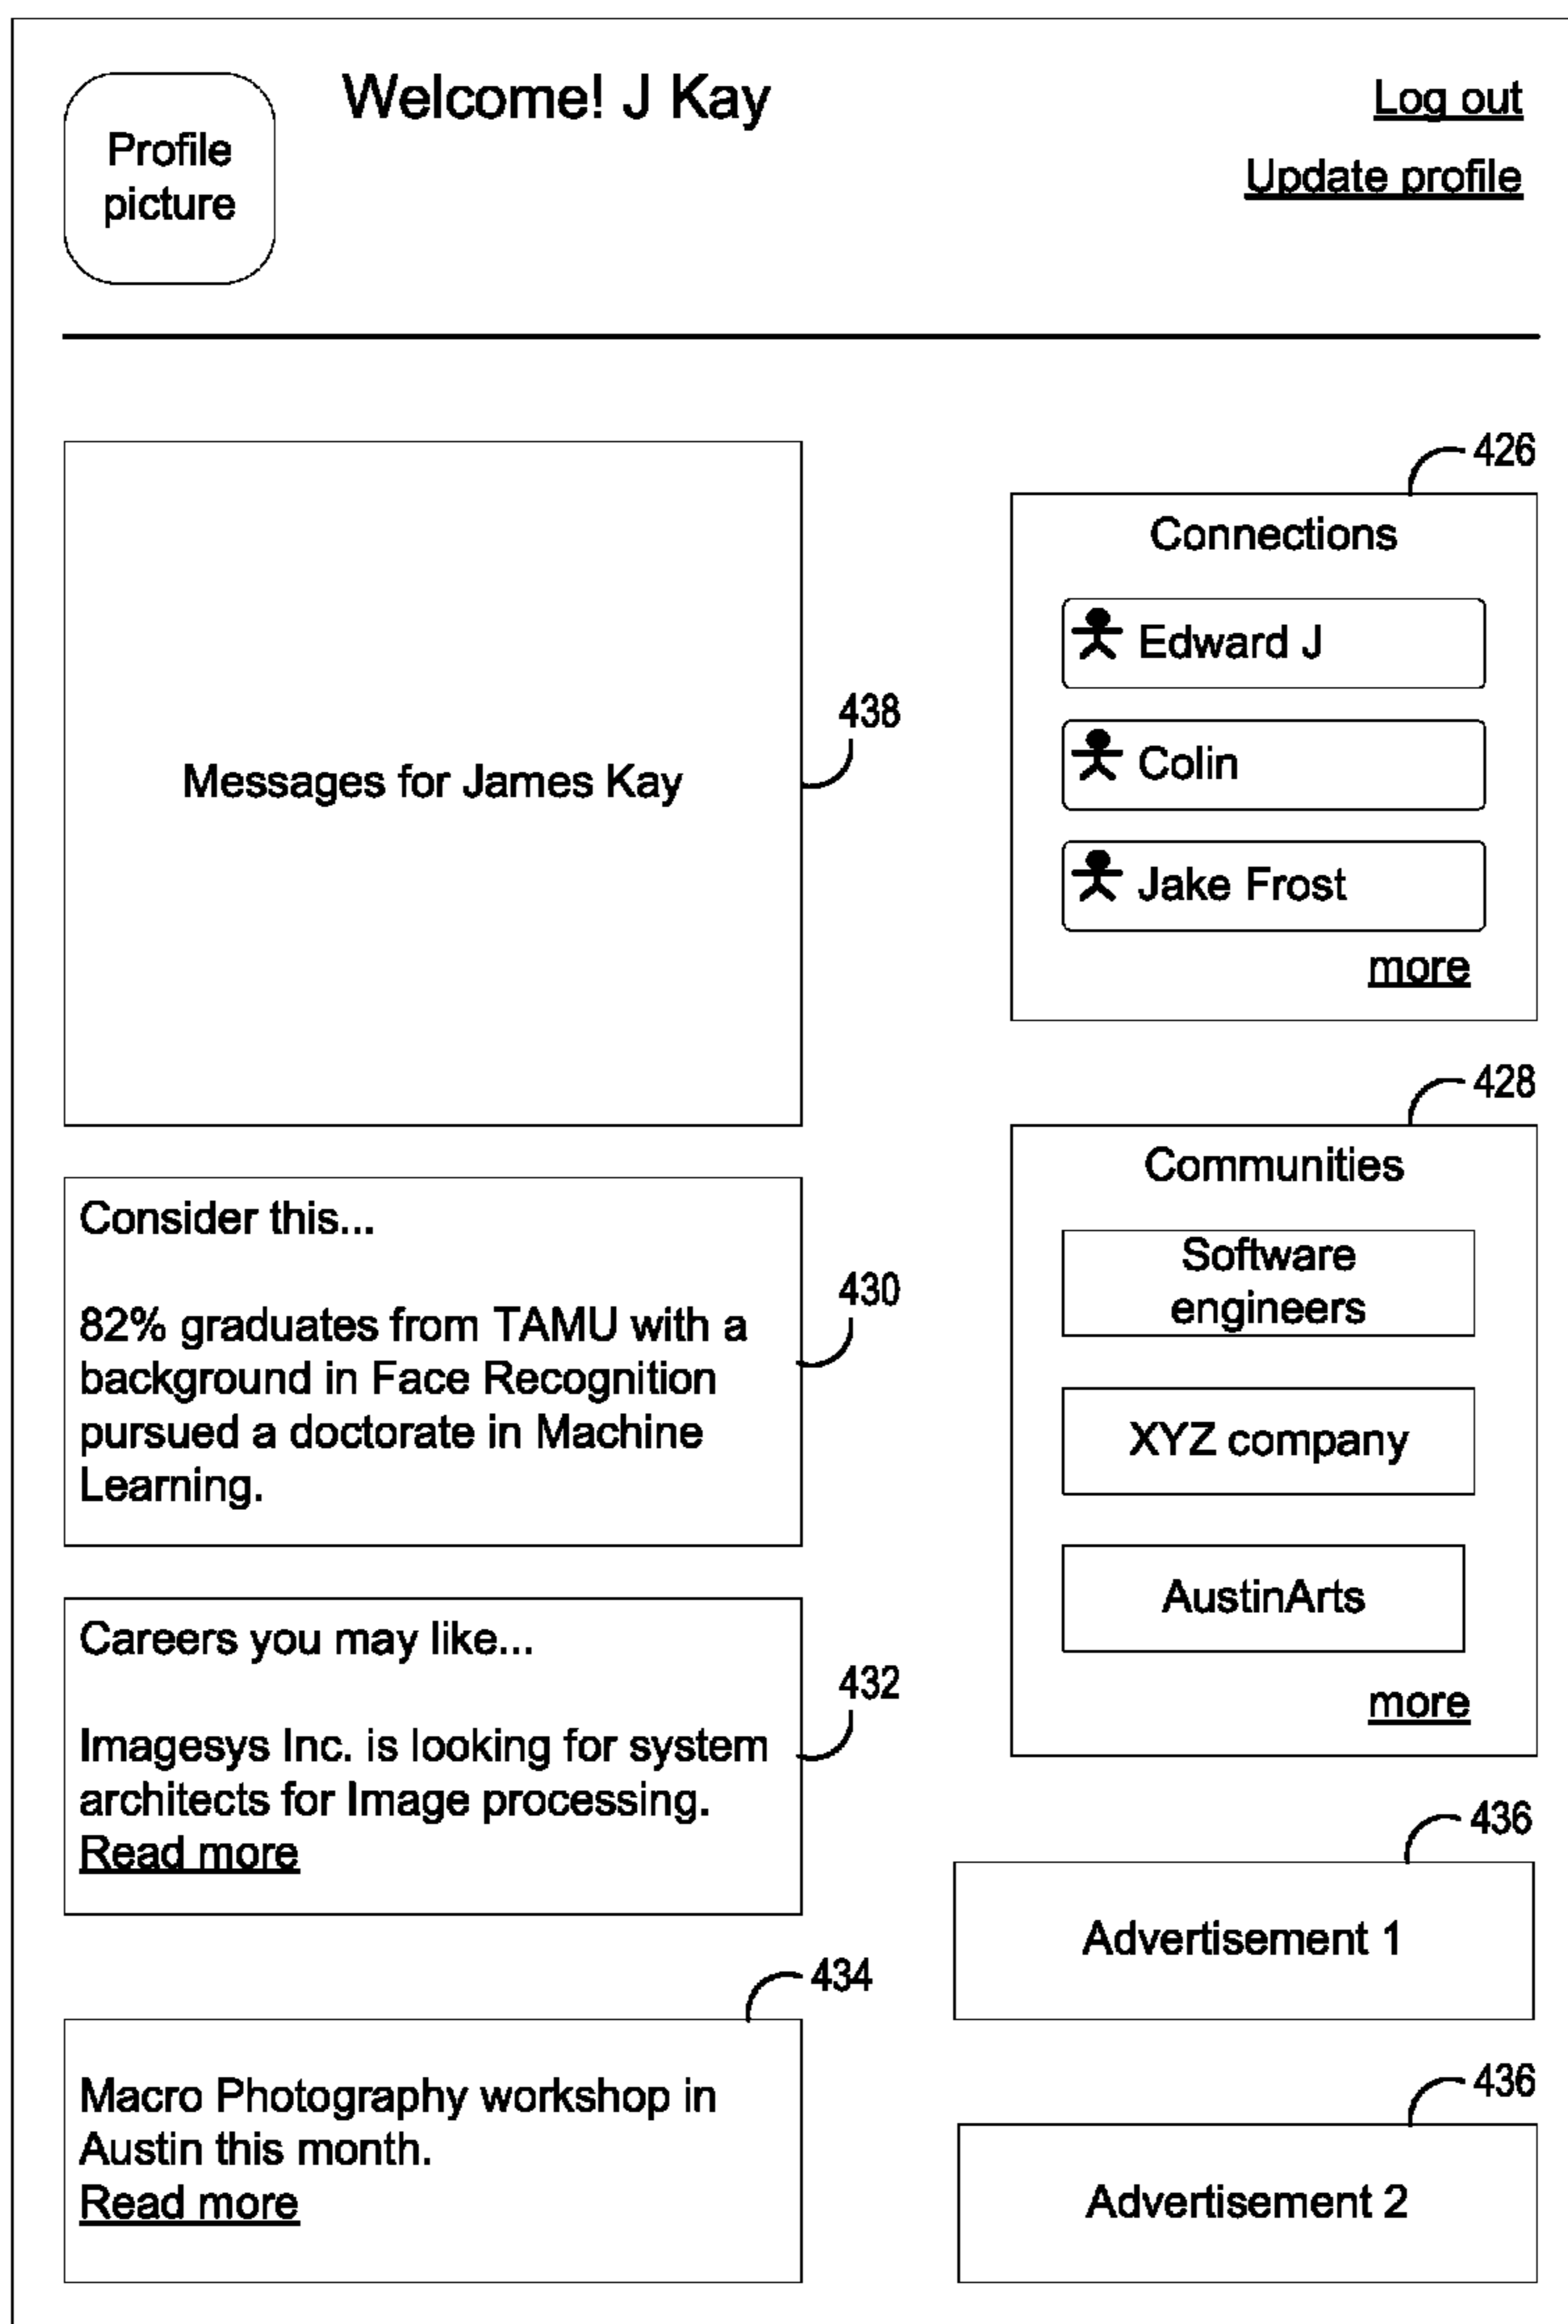 Profile
picture
Welcome! J Kay
Log out
Update profile
Messages for James Kay
438
Consider this...
82% graduates from TAMU with a
background in Face Recognition
pursued a doctorate in Machine
Learning.
430
Careers you may like...
Imagesys Inc. is looking for system
architects for Image processing.
Read more
432
434
Macro Photography workshop in
Austin this month.
Read more
426
Connections
Edward J
Colin
Jake Frost
more
428
Communities
Software
engineers
XYZ company
AustinArts
more
436
Advertisement 1
436
Advertisement 2